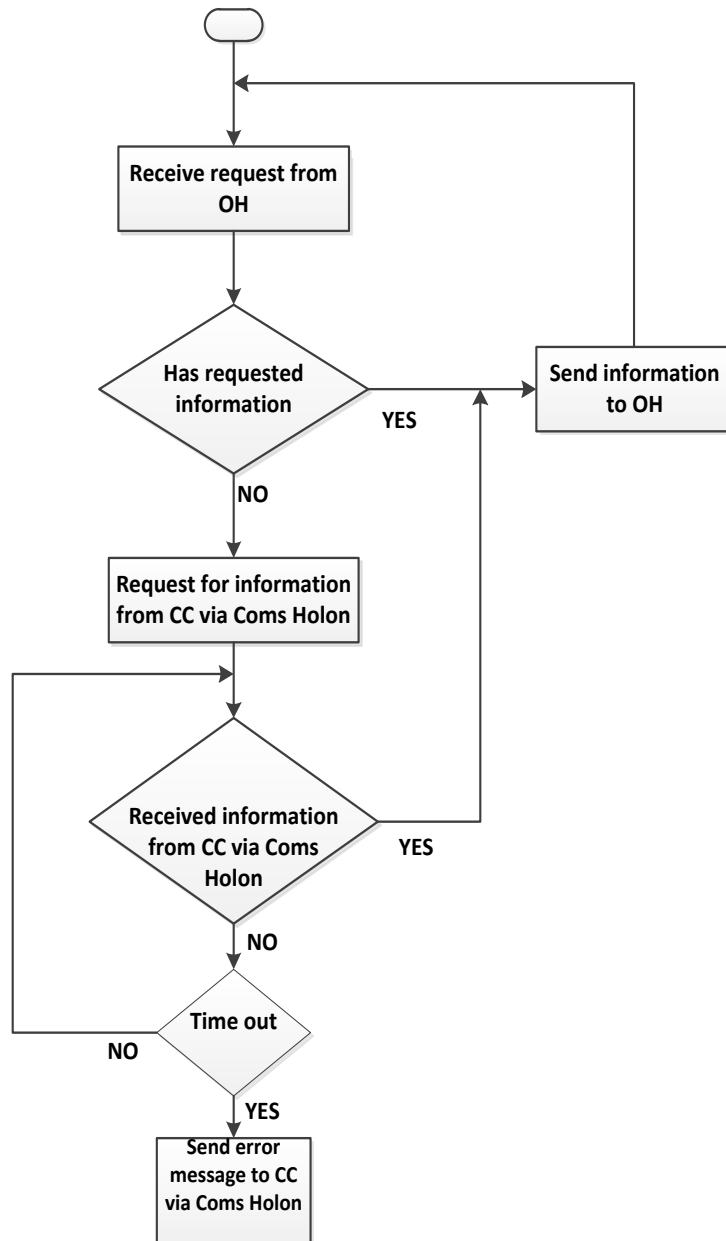 Receive request from
OH
Has requested
information
YES
Send information
to OH
NO
Request for information
from CC via Coms Holon
Received information
from CC via Coms
Holon
YES
NO
Time out
NO
YES
Send error
message to CC
via Coms Holon